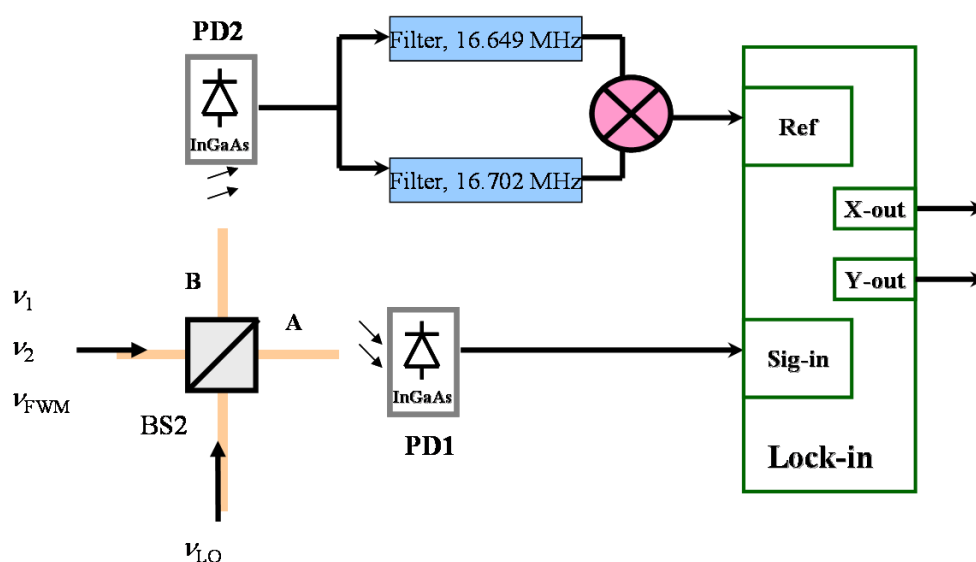 PD2
InGaAs
Filter, 16.649 MHz
Filter, 16.702 MHz
Ref
X-out
Y-out
Sig-in
Lock-in
B
A
ν1
ν2
νFWM
BS2
νLO
InGaAs
PD1